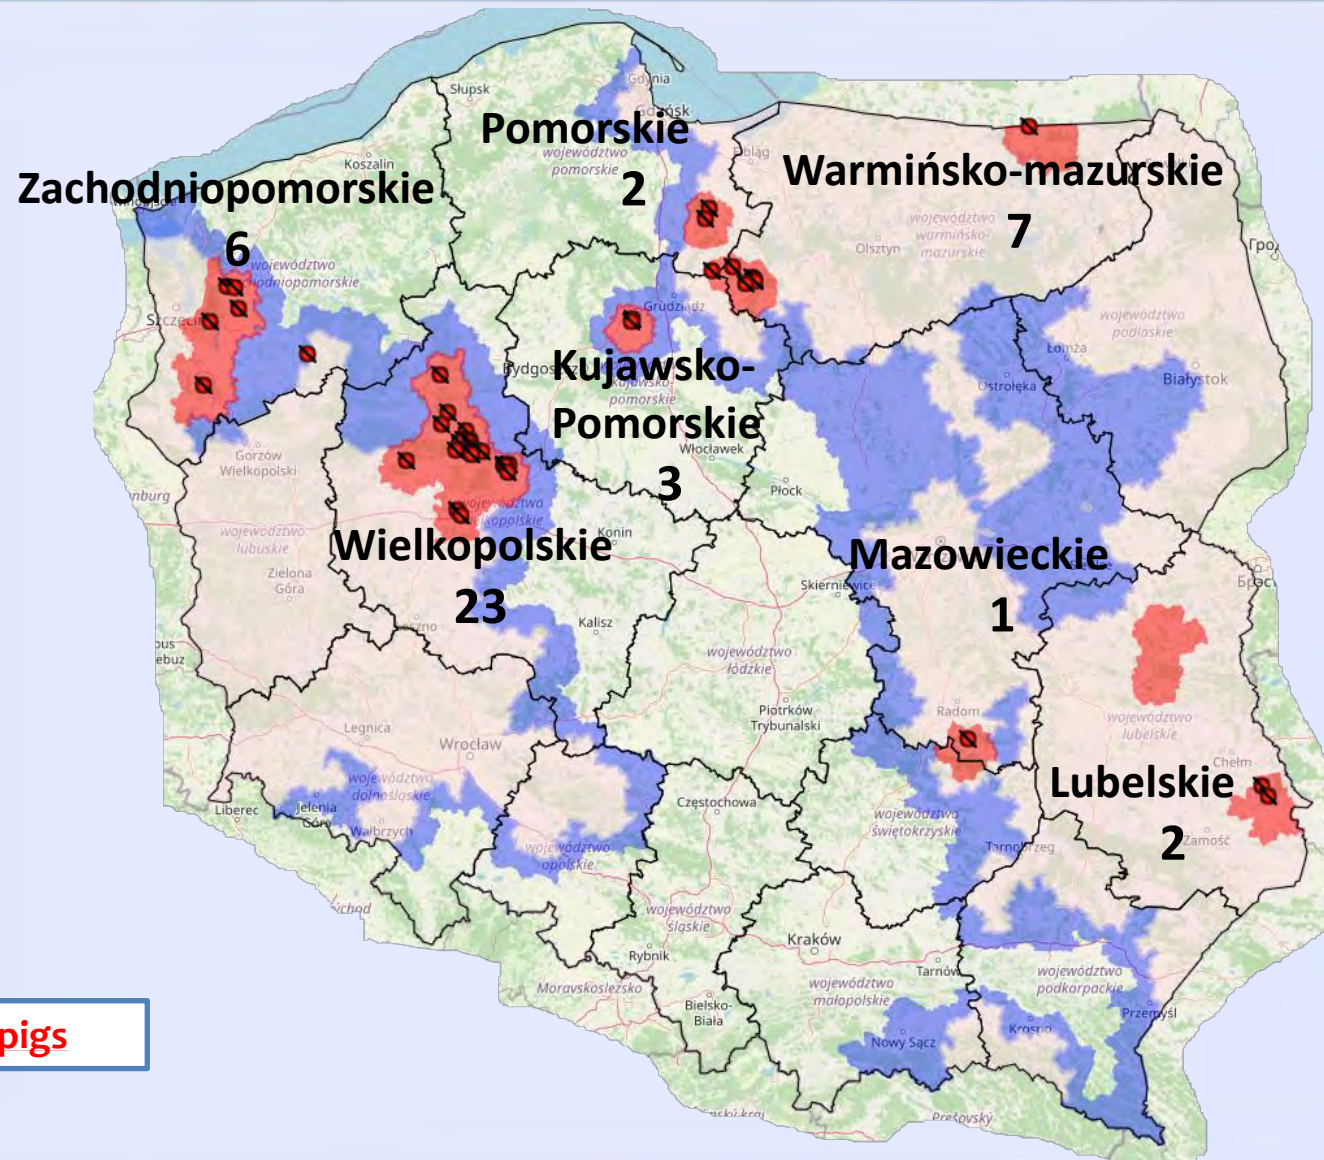 Słupsk
Gdynia
Gdańsk
Pomorskie
województwo
pomorskie
2
Koszalin
Zachodniopomorskie
6
województwo
Elbląg
Warmińsko-mazurskie
7
województwo
warmińsko-
mazurskie
Olsztyn
Szczecin
Grudziądz
Kujawsko-
Pomorskie
3
pomorskie
Włocławek
województwo
podlaskie
Łomża
Białystok
Ostrołęka
Płock
Gorzów
Wielkopolski
województwo
lubuskie
Zielona
Góra
Konin
Wielkopolskie
23
Kalisz
Skierniewice
Mazowieckie
1
województwo
łódzkie
Piotrków
Trybunalski
Radom
województwo
lubelskie
Chełm
Lubelskie
2
Zamość
Legnica
Wrocław
województwo
dolnośląskie
Liberec
Jelenia
Góra
Wałbrzych
województwo
opolskie
Częstochowa
województwo
świętokrzyskie
Tarnobrzeg
województwo
śląskie
Rybnik
Kraków
Tarnów
Moravskoslezsko
Bielsko-
Biała
województwo
małopolskie
województwo
podkarpackie
Przemyśl
Krosno
Nowy Sącz
Prešovský
pigs